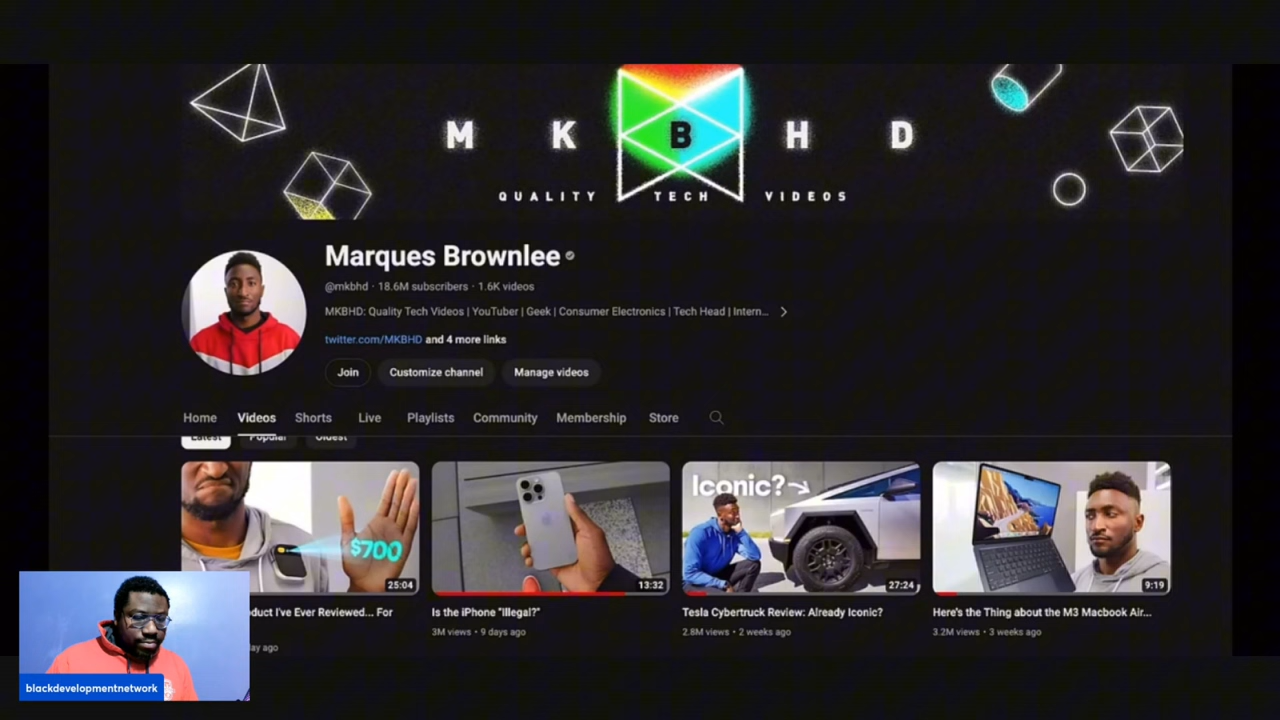 M K B H D
QUALITY TECH VIDEOS
Marques Brownlee
@mkbhd · 18.6M subscribers · 1.6K videos
MKBHD: Quality Tech Videos | YouTuber | Geek | Consumer Electronics | Tech Head | Intern...
twitter.com/MKBHD and 4 more links
Join Customize channel Manage videos
Home Videos Shorts Live Playlists Community Membership Store
Latest Popular Oldest
$700
25:04
13:32
Iconic?
27:24
9:19
I've Ever Reviewed... For
Is the iPhone "Illegal?"
3M views · 9 days ago
Tesla Cybertruck Review: Already Iconic?
2.8M views · 2 weeks ago
Here's the Thing about the M3 Macbook Air...
3.2M views · 3 weeks ago
ago
blackdevelopmentnetwork